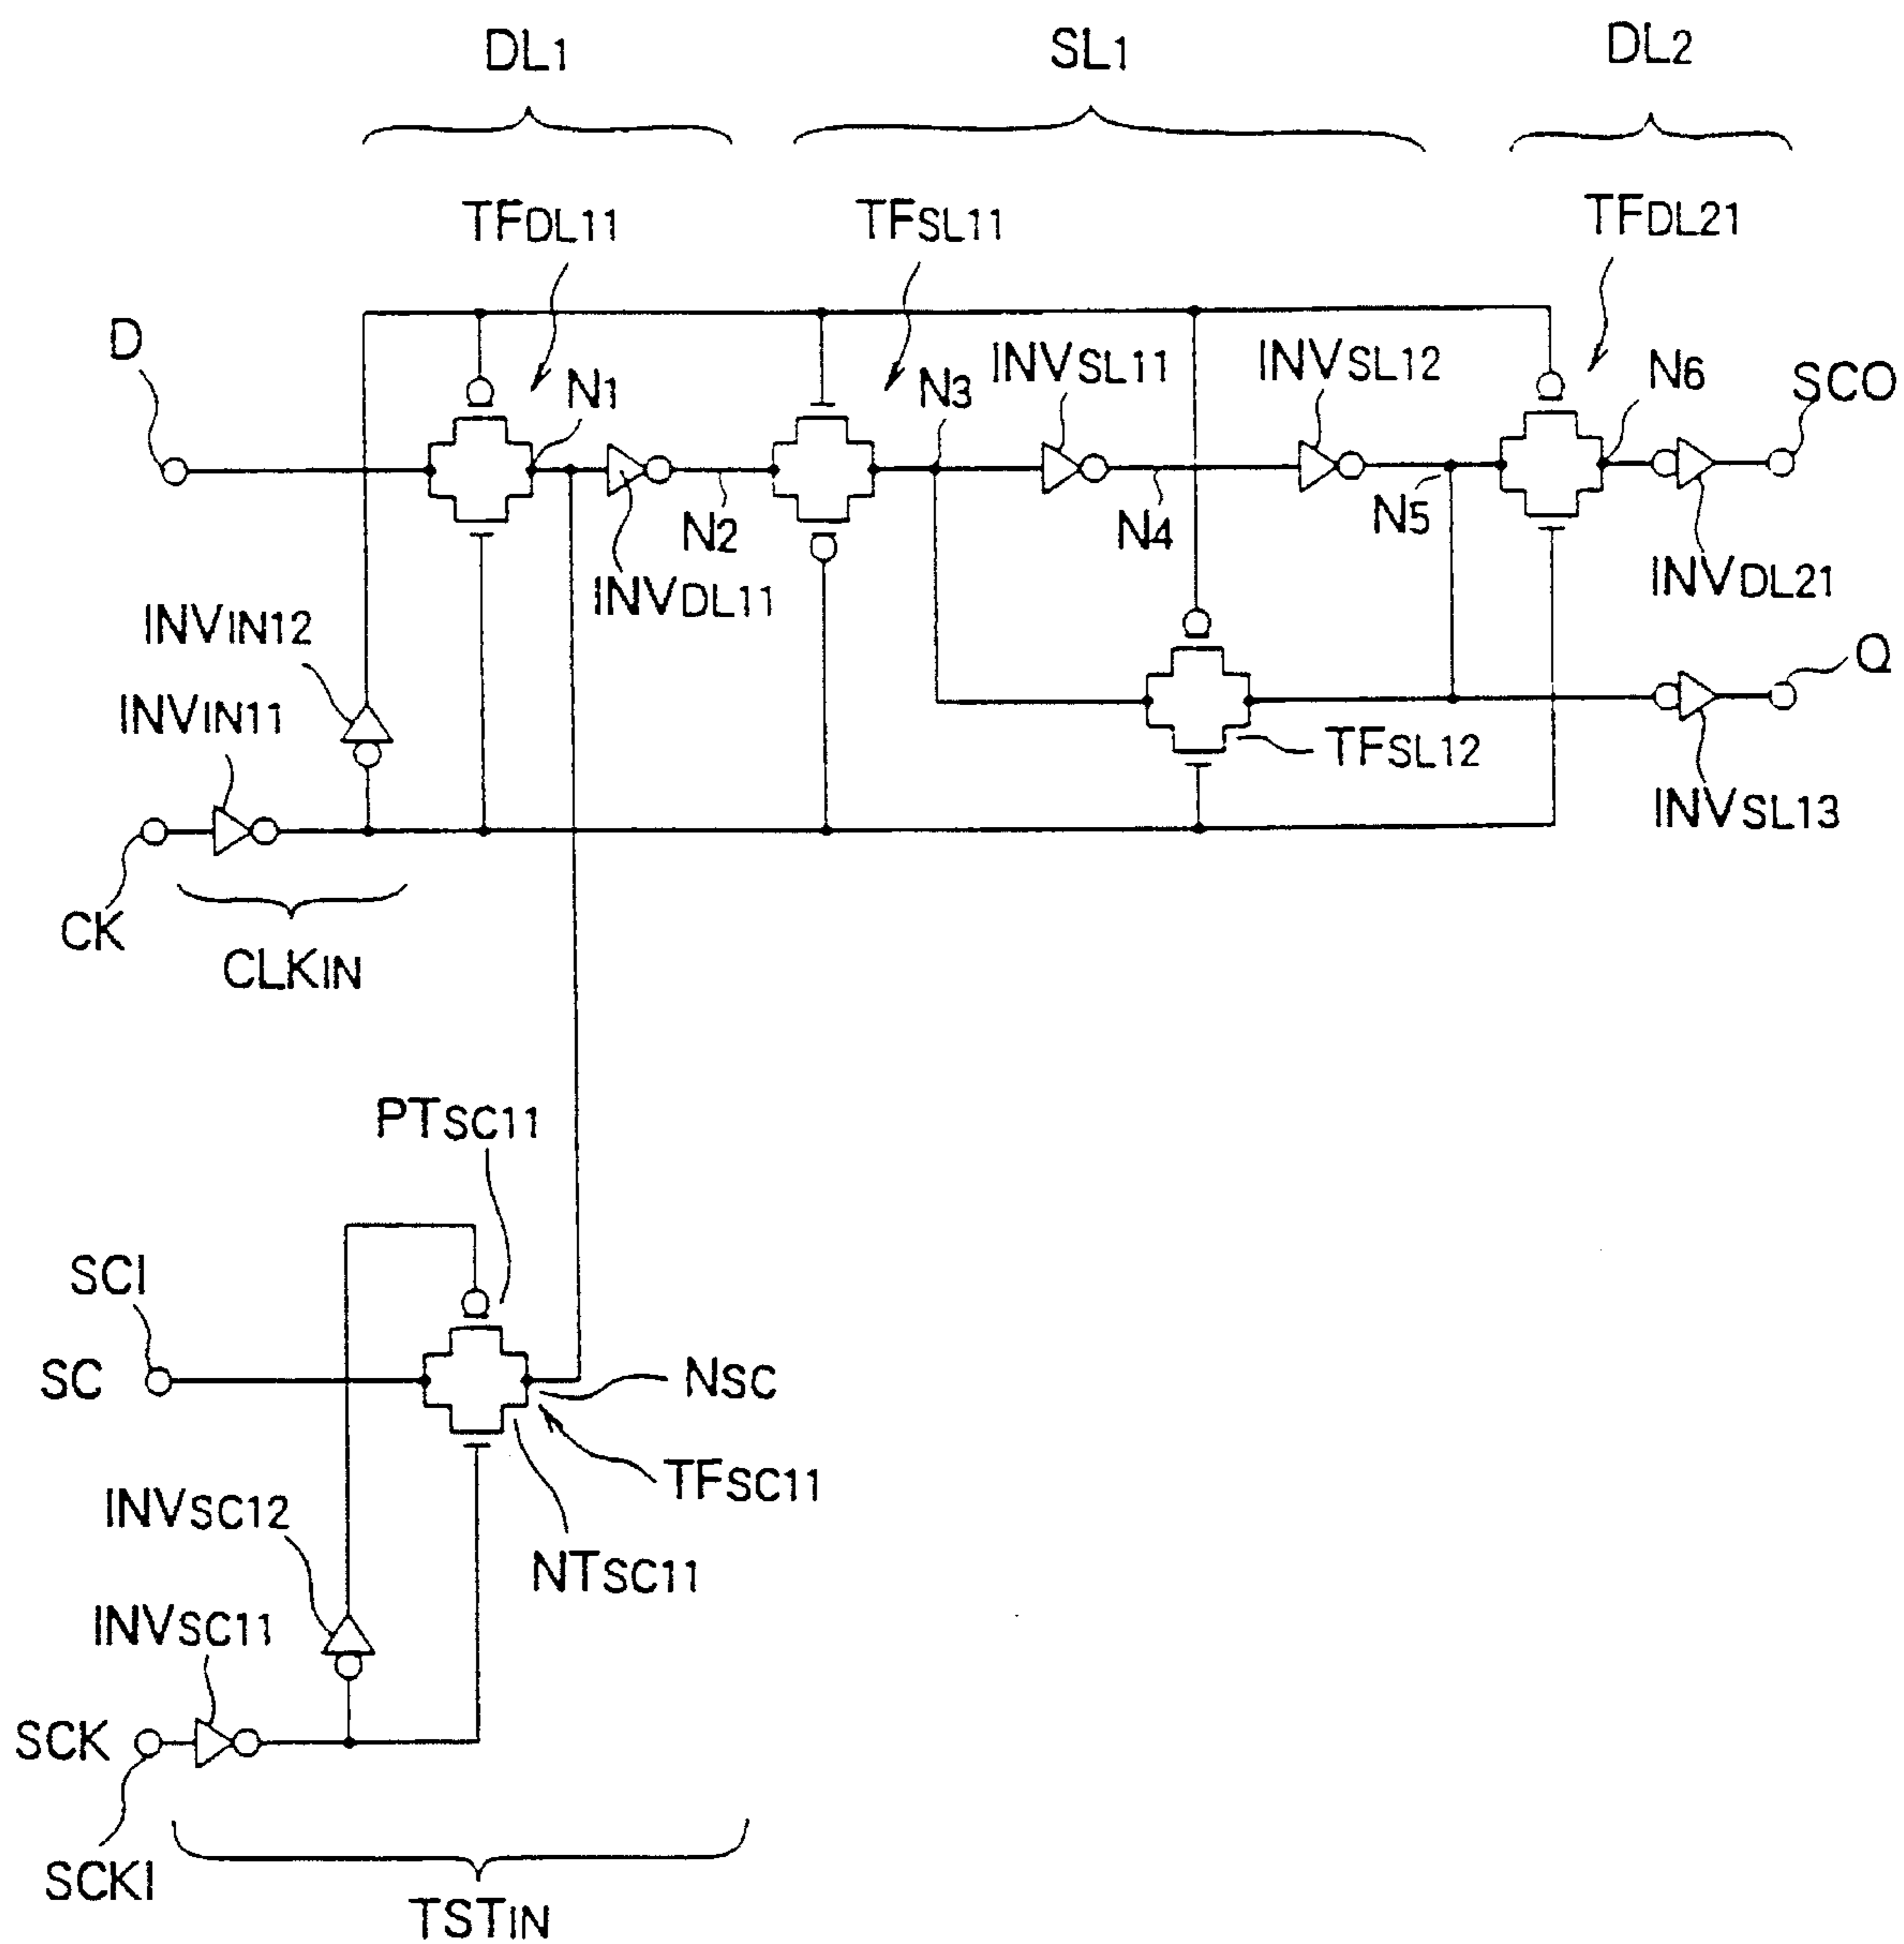 DL1 SL1 DL2
TFDL11 TFSL11 TFDL21
D N1 N3 INVSL11 INVSL12 N6 SCO
N2 N4 N5
INVDL11 INVDL21
INVIN12
INVIN11 Q
TFSL12
INVSL13
CK
CLKIN
PTSC11
SCI
SC NSC
TFSC11
INVSC12
NTSC11
INVSC11
SCK
SCKI
TSTIN